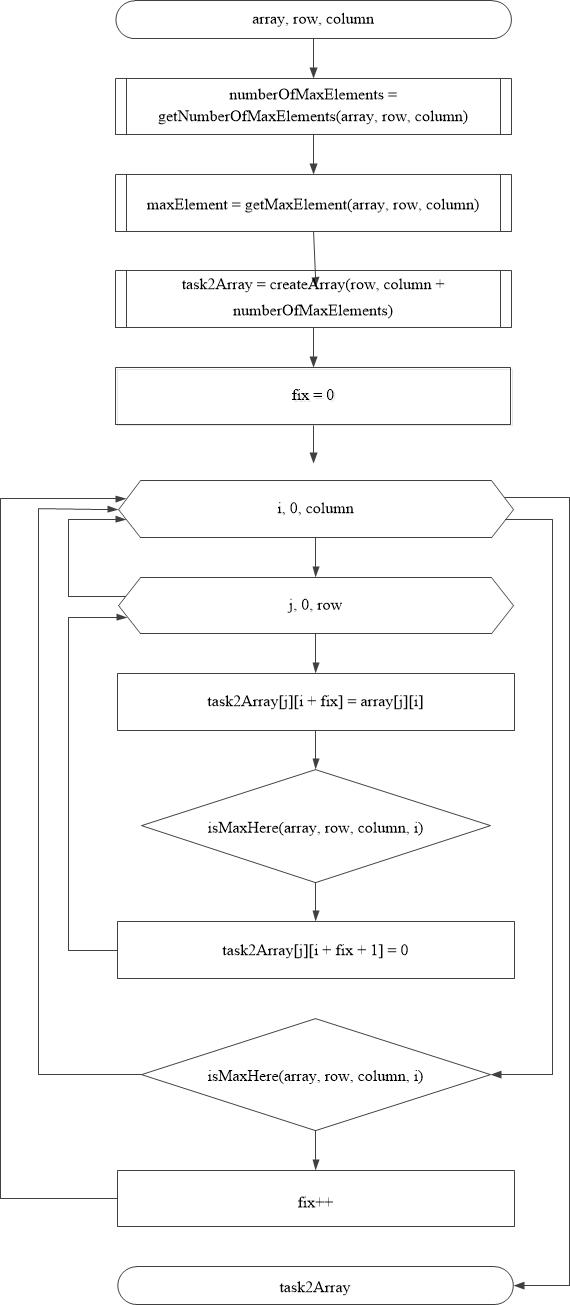 array, row, column
numberOfMaxElements =
getNumberOfMaxElements(array, row, column)
maxElement = getMaxElement(array, row, column)
task2Array = createArray(row, column +
numberOfMaxElements)
fix = 0
i, 0, column
j, 0, row
task2Array[j][i + fix] = array[j][i]
isMaxHere(array, row, column, i)
task2Array[j][i + fix + 1] = 0
isMaxHere(array, row, column, i)
fix++
task2Array